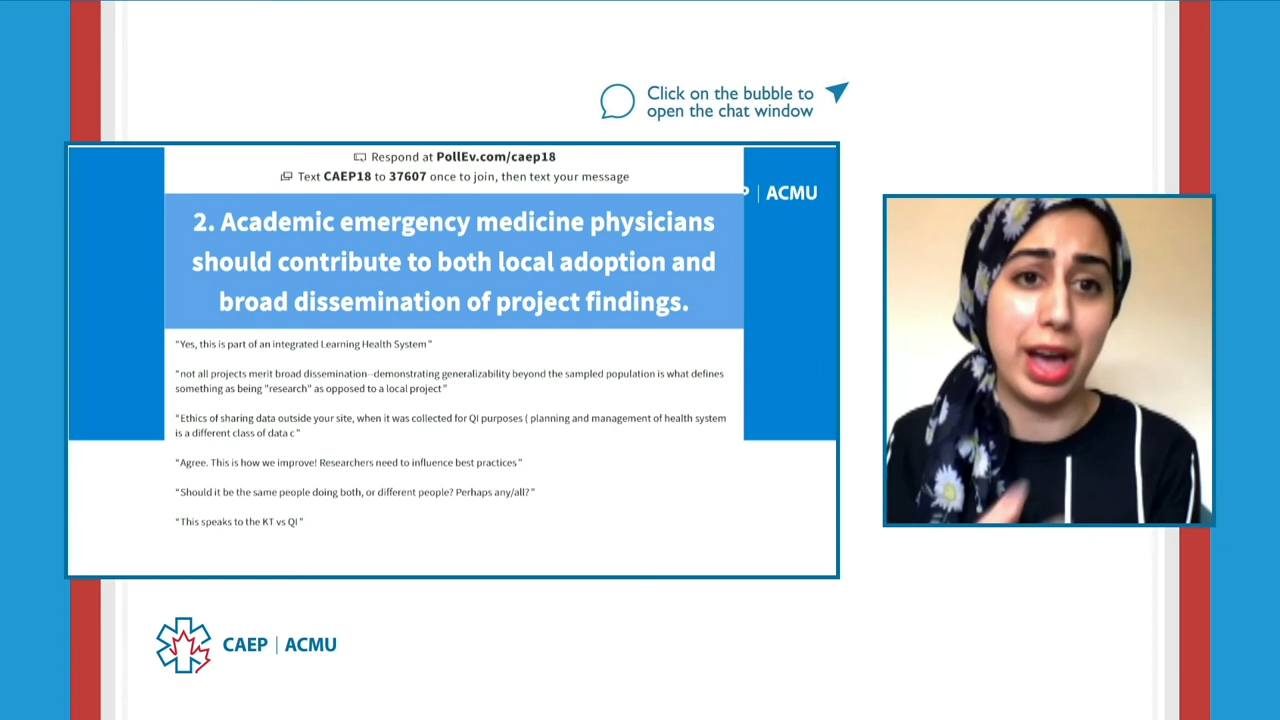 Click on the bubble to
open the chat window
Respond at PollEv.com/caep18
Text CAEP18 to 37607 once to join, then text your message
P | ACMU
2. Academic emergency medicine physicians
should contribute to both local adoption and
broad dissemination of project findings.
"Yes, this is part of an integrated Learning Health System"
"not all projects merit broad dissemination--demonstrating generalizability beyond the sampled population is what defines
something as being "research" as opposed to a local project"
"Ethics of sharing data outside your site, when it was collected for QI purposes ( planning and management of health system
is a different class of data c"
"Agree. This is how we improve! Researchers need to influence best practices"
"Should it be the same people doing both, or different people? Perhaps any/all?"
"This speaks to the KT vs QI"
CAEP | ACMU